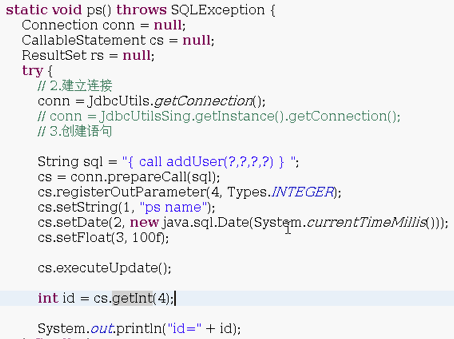 static void ps() throws SQLException {
Connection conn = null;
CallableStatement cs = null;
ResultSet rs = null;
try {
// 2.建立连接
conn = JdbcUtils.getConnection();
// conn = JdbcUtilsSing.getInstance().getConnection();
// 3.创建语句
String sql = "{ call addUser(?,?,?,?) } ";
cs = conn.prepareCall(sql);
cs.registerOutParameter(4, Types.INTEGER);
cs.setString(1, "ps name");
cs.setDate(2, new java.sql.Date(System.currentTimeMillis()));
cs.setFloat(3, 100f);
cs.executeUpdate();
int id = cs.getInt(4);
System.out.println("id=" + id);